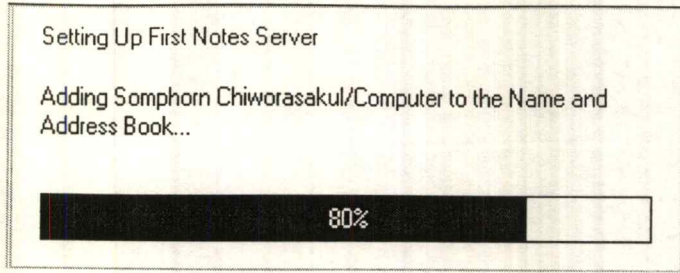 Setting Up First Notes Server
Adding Somphorn Chiworasakul/Computer to the Name and
Address Book...
80%